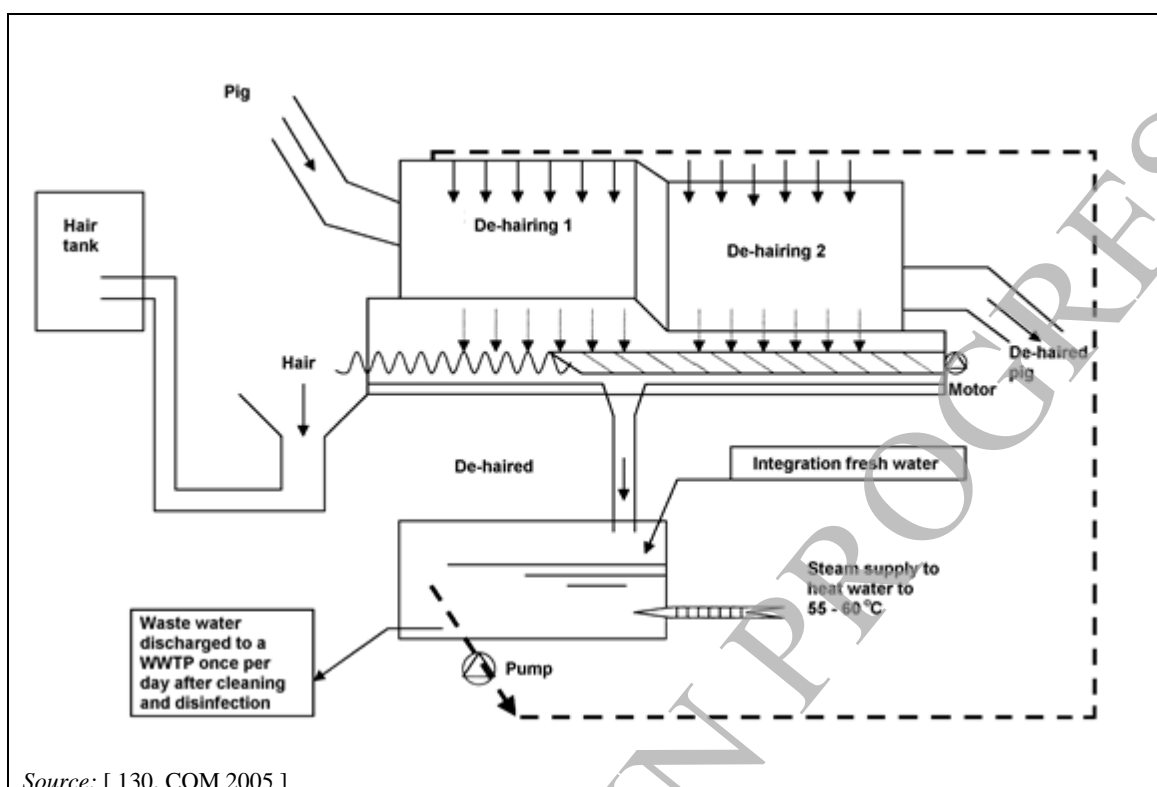 Pig
Hair
tank
De-hairing 1
De-hairing 2
Hair
De-haired
pig
Motor
De-haired
Integration fresh water
Steam supply to
heat water to
55 - 60 °C
Waste water
discharged to a
WWTP once per
day after cleaning
and disinfection
Pump
Source: [ 130, COM 2005 ]
N PROGRES